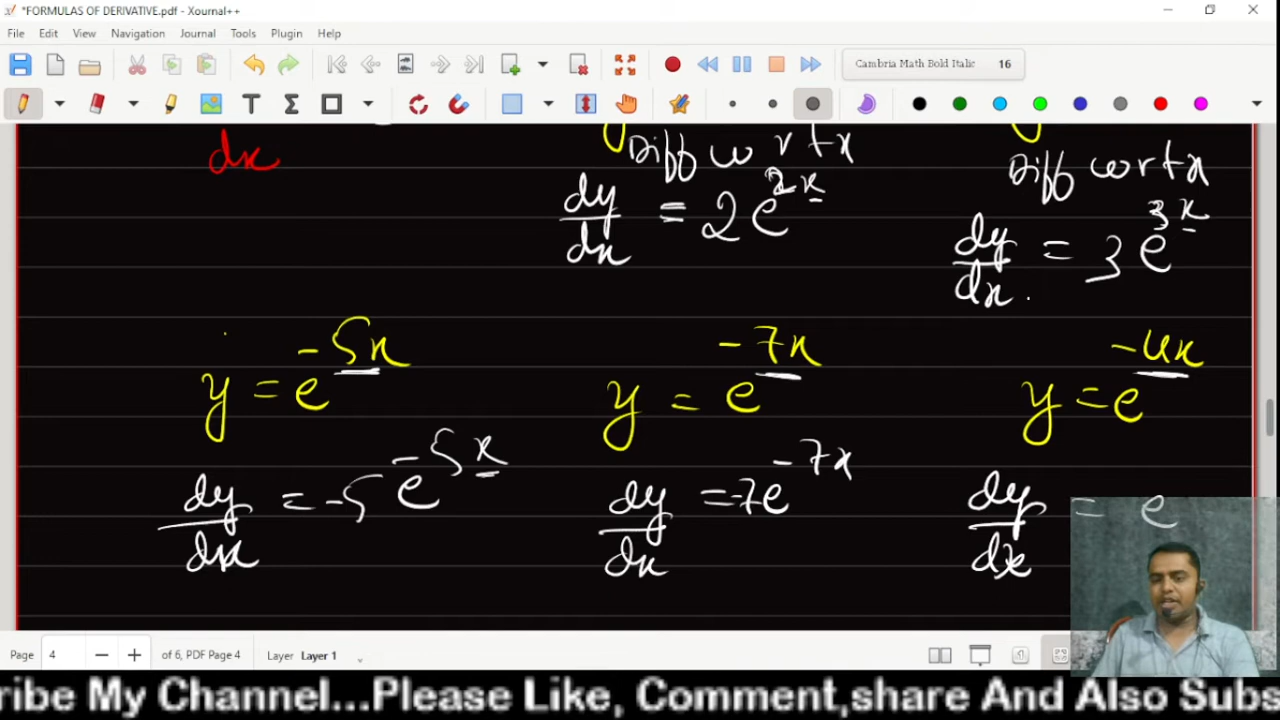 *FORMULAS OF DERIVATIVE.pdf - Xournal++
File Edit View Navigation Journal Tools Plugin Help
Cambria Math Bold Italic 16
dx
Diff w r t x
dy/dx = 2e^{2x}
Diff w r t x
dy/dx = 3e^{3x}
y = e^{-5x}
y = e^{-7x}
y = e^{-4x}
dy/dx = -5e^{-5x}
dy/dx = -7e^{-7x}
dy/dx = e
Page 4 of 6, PDF Page 4 Layer Layer 1
ribe My Channel...Please Like, Comment,share And Also Subs